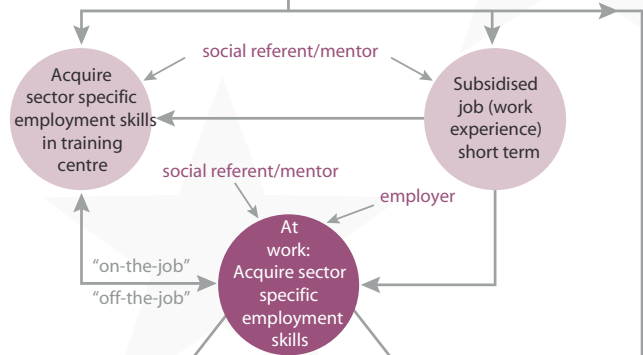 social referent/mentor
Acquire
sector specific
employment skills
in training
centre
Subsidised
job (work
experience)
short term
social referent/mentor
employer
At
work:
Acquire sector
specific
employment
skills
“on-the-job”
“off-the-job”